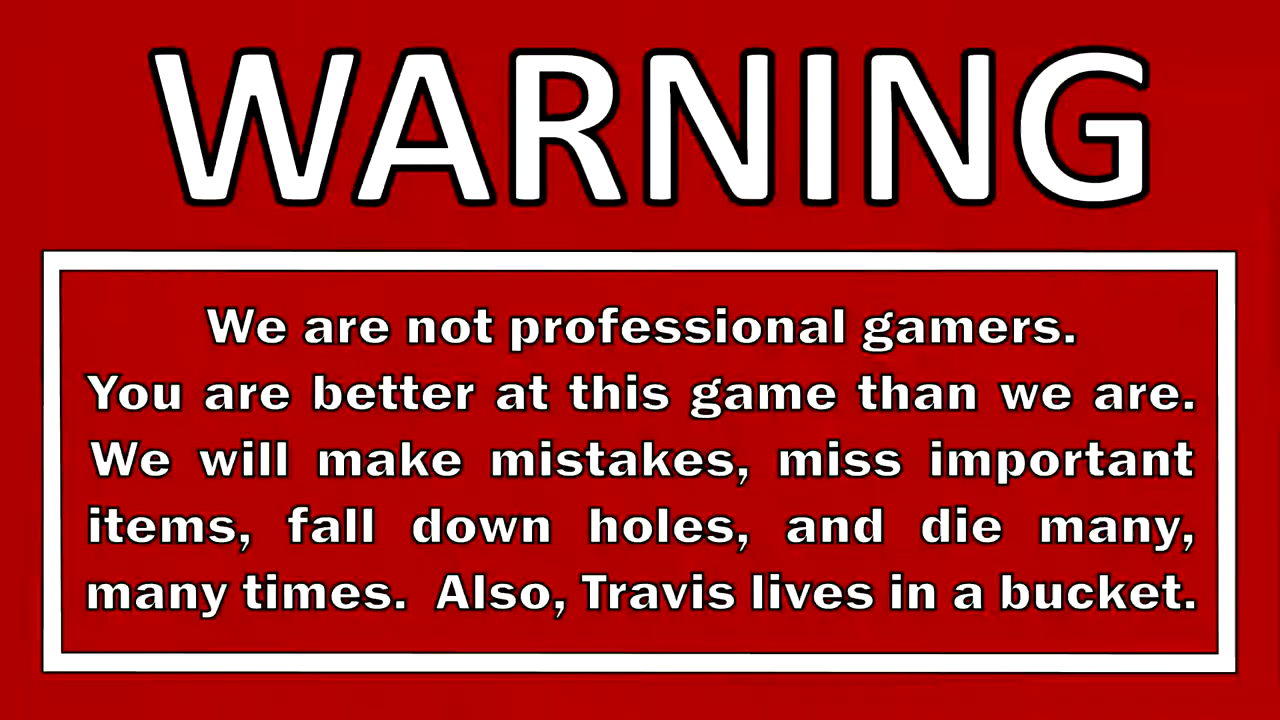 WARNING
We are not professional gamers.
You are better at this game than we are.
We will make mistakes, miss important
items, fall down holes, and die many,
many times.  Also, Travis lives in a bucket.